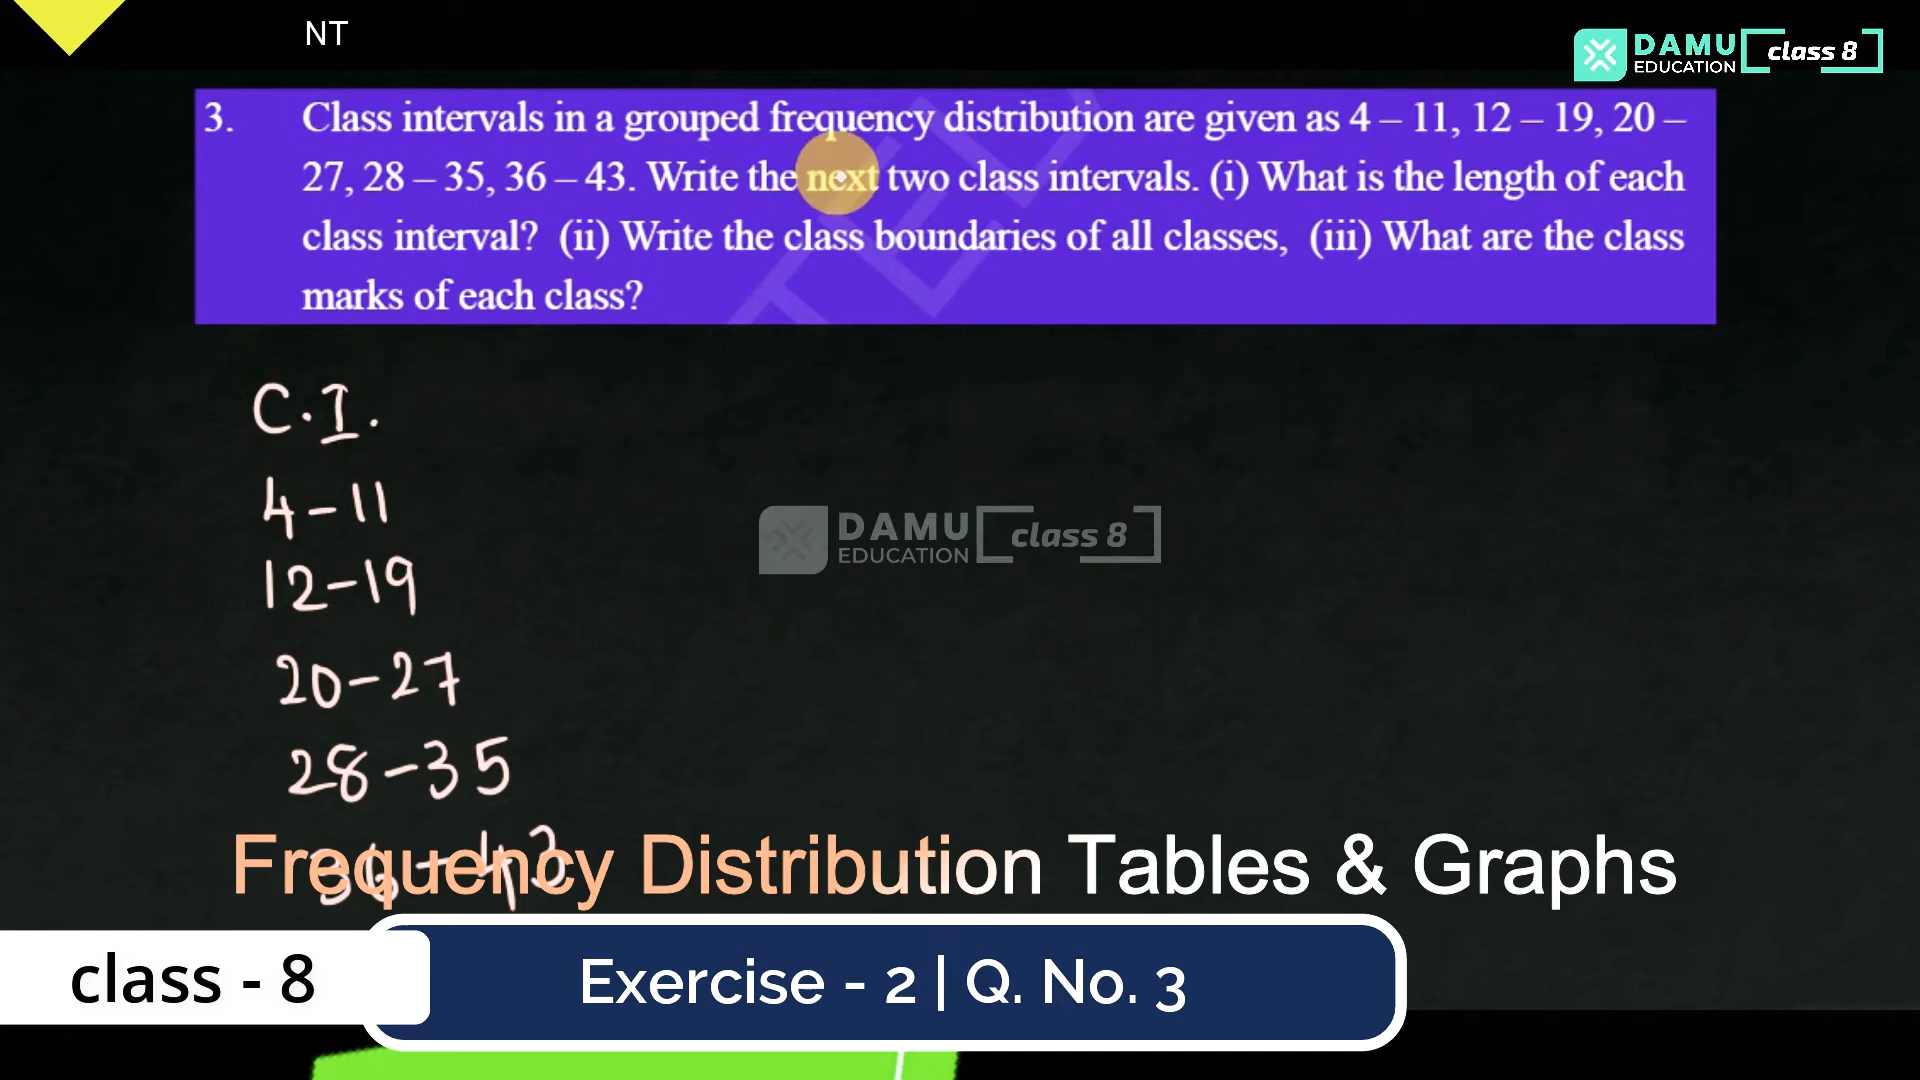 NT
DAMU
EDUCATION
class 8
3. Class intervals in a grouped frequency distribution are given as 4 – 11, 12 – 19, 20 –
27, 28 – 35, 36 – 43. Write the next two class intervals. (i) What is the length of each
class interval? (ii) Write the class boundaries of all classes, (iii) What are the class
marks of each class?
C.I.
4-11
12-19
DAMU
EDUCATION
class 8
20-27
28-35
36-43
Frequency Distribution Tables & Graphs
class - 8
Exercise - 2 | Q. No. 3